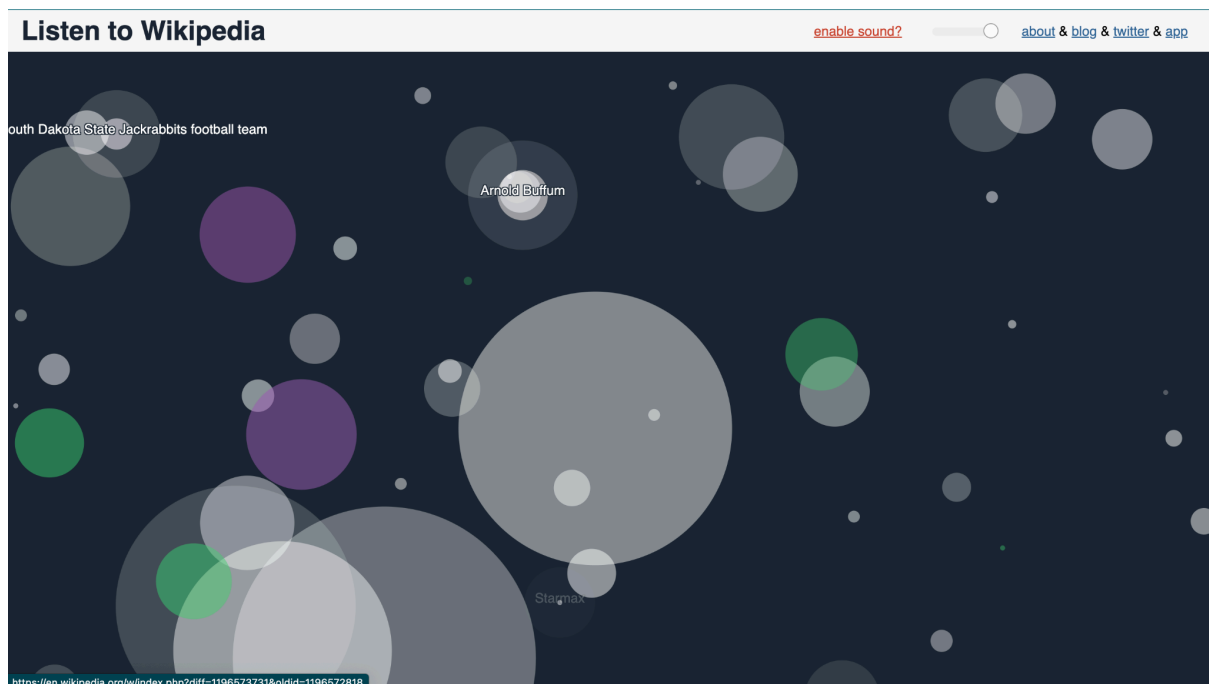 Listen to Wikipedia
enable sound?
about & blog & twitter & app
outh Dakota State Jackrabbits football team
Arnold Buffum
Starmax
https://en.wikipedia.org/w/index.php?diff=1196573731&oldid=1196572818